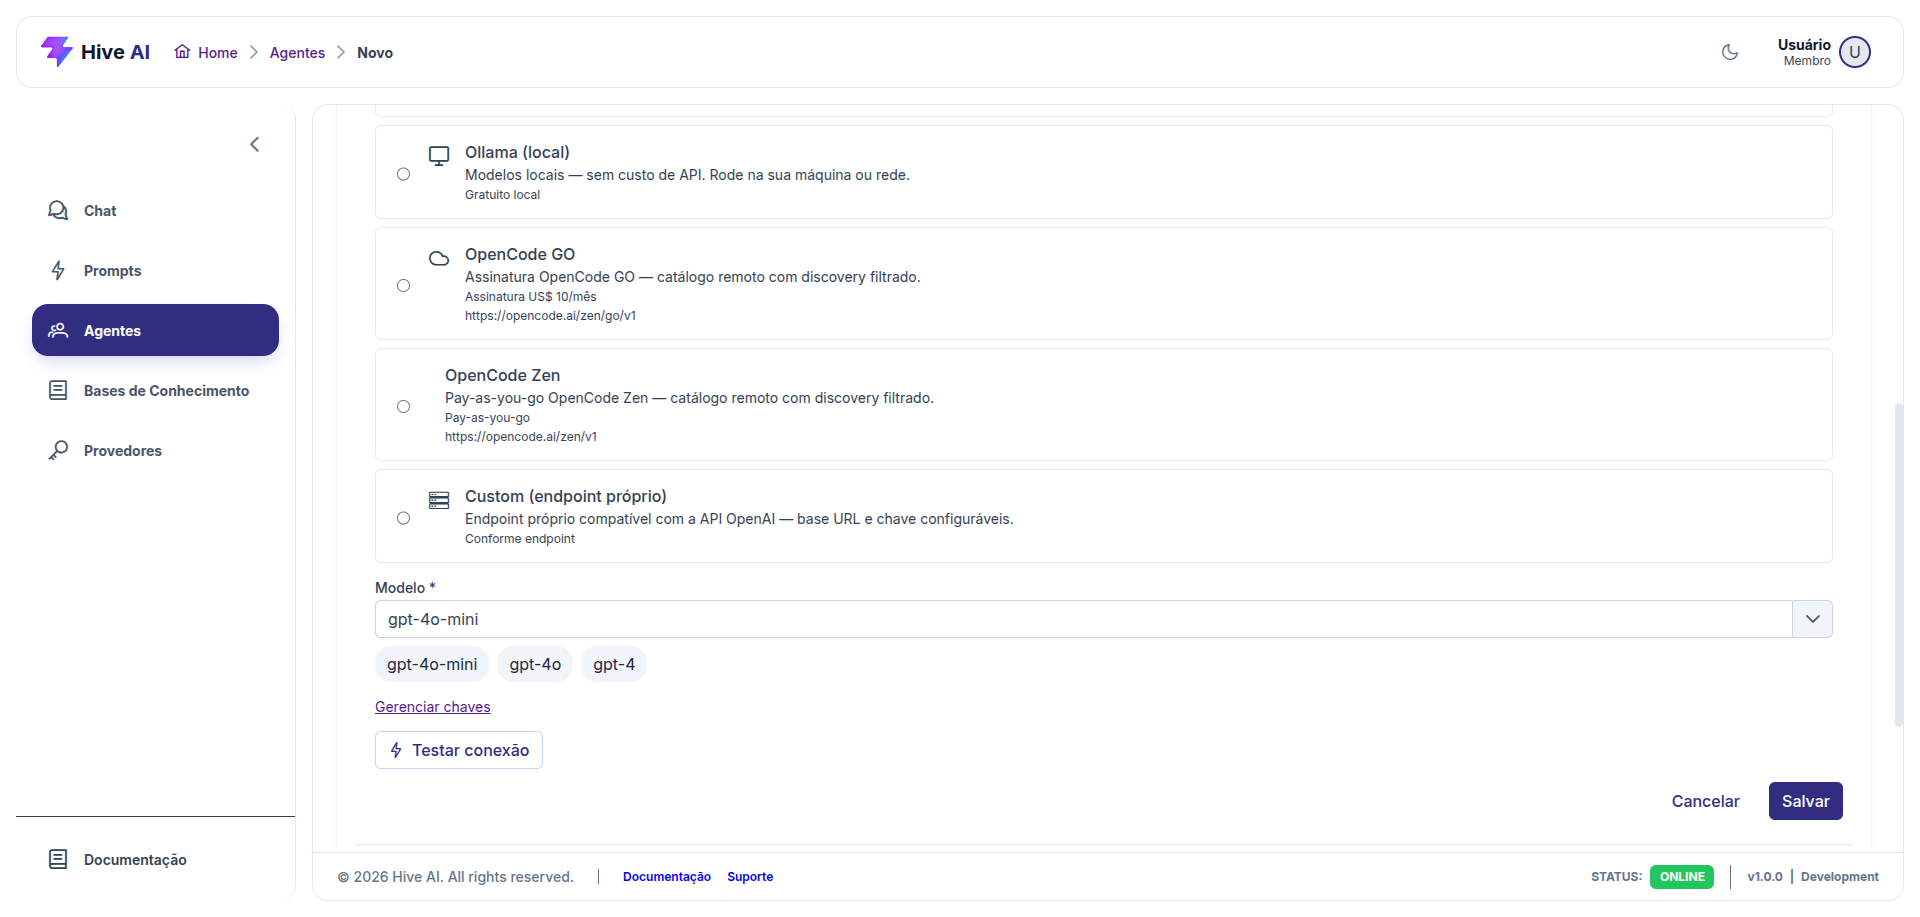 Hive AI
Home
Agentes
Novo
Usuário
Membro
U
Chat
Prompts
Agentes
Bases de Conhecimento
Provedores
Documentação
Ollama (local)
Modelos locais — sem custo de API. Rode na sua máquina ou rede.
Gratuito local
OpenCode GO
Assinatura OpenCode GO — catálogo remoto com discovery filtrado.
Assinatura US$ 10/mês
https://opencode.ai/zen/go/v1
OpenCode Zen
Pay-as-you-go OpenCode Zen — catálogo remoto com discovery filtrado.
Pay-as-you-go
https://opencode.ai/zen/v1
Custom (endpoint próprio)
Endpoint próprio compatível com a API OpenAI — base URL e chave configuráveis.
Conforme endpoint
Modelo *
gpt-4o-mini
gpt-4o-mini gpt-4o gpt-4
Gerenciar chaves
Testar conexão
Cancelar Salvar
© 2026 Hive AI. All rights reserved. | Documentação Suporte
STATUS: ONLINE | v1.0.0 | Development